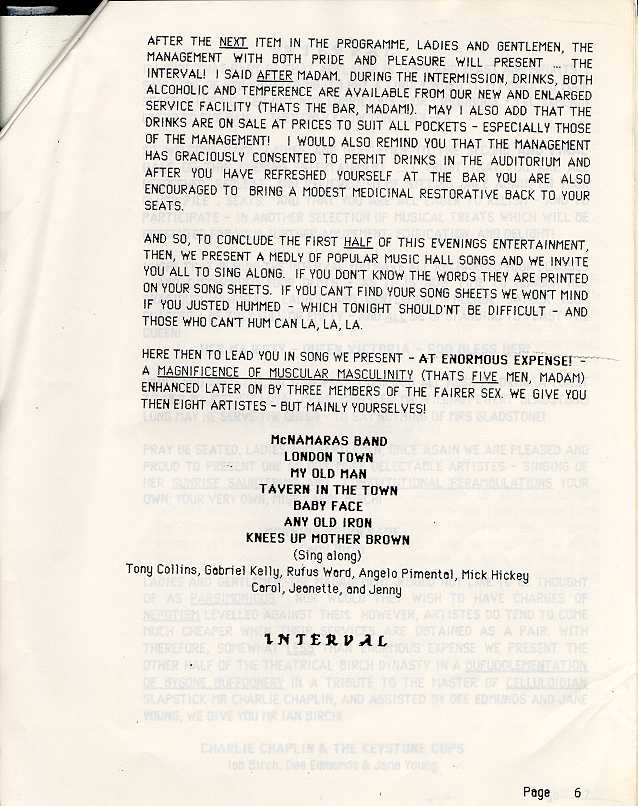 AFTER THE NEXT ITEM IN THE PROGRAMME, LADIES AND GENTLEMEN, THE
MANAGEMENT WITH BOTH PRIDE AND PLEASURE WILL PRESENT ... THE
INTERVAL! I SAID AFTER MADAM. DURING THE INTERMISSION, DRINKS, BOTH
ALCOHOLIC AND TEMPERENCE ARE AVAILABLE FROM OUR NEW AND ENLARGED
SERVICE FACILITY (THATS THE BAR, MADAM!). MAY I ALSO ADD THAT THE
DRINKS ARE ON SALE AT PRICES TO SUIT ALL POCKETS - ESPECIALLY THOSE
OF THE MANAGEMENT! I WOULD ALSO REMIND YOU THAT THE MANAGEMENT
HAS GRACIOUSLY CONSENTED TO PERMIT DRINKS IN THE AUDITORIUM AND
AFTER YOU HAVE REFRESHED YOURSELF AT THE BAR YOU ARE ALSO
ENCOURAGED TO BRING A MODEST MEDICINAL RESTORATIVE BACK TO YOUR
SEATS.
AND SO, TO CONCLUDE THE FIRST HALF OF THIS EVENINGS ENTERTAINMENT,
THEN, WE PRESENT A MEDLY OF POPULAR MUSIC HALL SONGS AND WE INVITE
YOU ALL TO SING ALONG. IF YOU DON'T KNOW THE WORDS THEY ARE PRINTED
ON YOUR SONG SHEETS. IF YOU CAN'T FIND YOUR SONG SHEETS WE WON'T MIND
IF YOU JUSTED HUMMED - WHICH TONIGHT SHOULD'NT BE DIFFICULT - AND
THOSE WHO CAN'T HUM CAN LA, LA, LA.
HERE THEN TO LEAD YOU IN SONG WE PRESENT - AT ENORMOUS EXPENSE! -
A MAGNIFICENCE OF MUSCULAR MASCULINITY (THATS FIVE MEN, MADAM)
ENHANCED LATER ON BY THREE MEMBERS OF THE FAIRER SEX. WE GIVE YOU
THEN EIGHT ARTISTES - BUT MAINLY YOURSELVES!
McNAMARAS BAND
LONDON TOWN
MY OLD MAN
TAVERN IN THE TOWN
BABY FACE
ANY OLD IRON
KNEES UP MOTHER BROWN
(Sing along)
Tony Collins, Gabriel Kelly, Rufus Ward, Angelo Pimental, Mick Hickey
Carol, Jeanette, and Jenny
INTERVAL
CHARLIE CHAPLIN & THE KEYSTONE COPS
Ian Birch, Dee Edmunds & Jane Young
Page 6